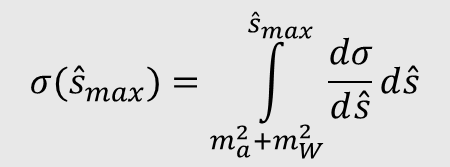 σ(ŝ_max) = ∫_{m_a^2+m_W^2}^{ŝ_max} dσ/dŝ dŝ